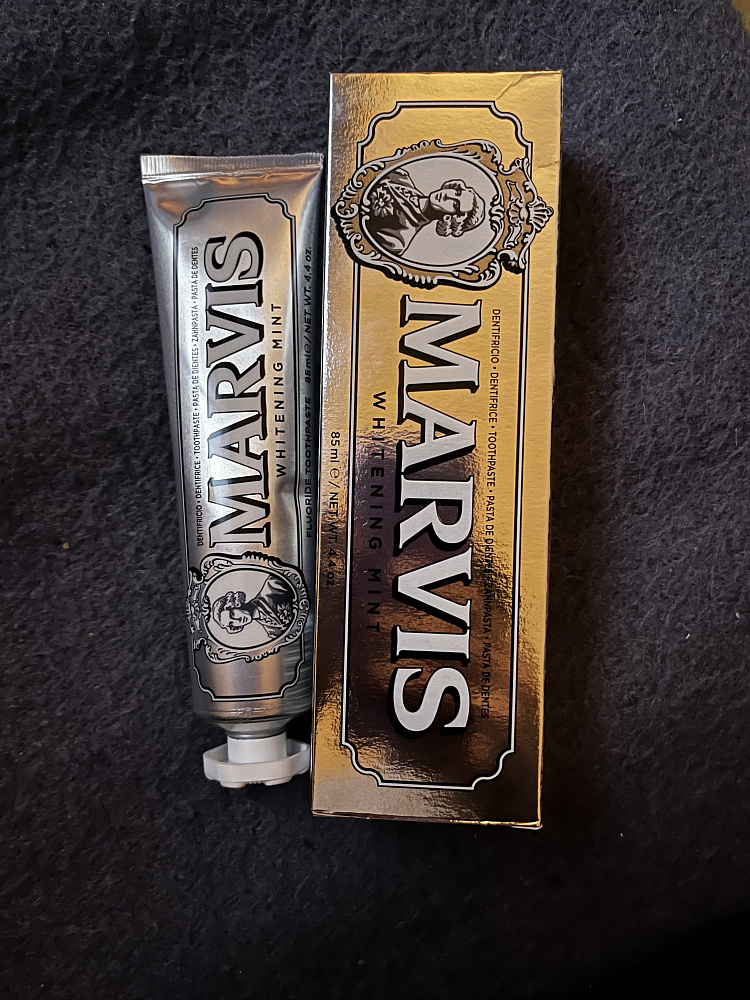 DENTIFRICIO • DENTIFRICE • TOOTHPASTE • PASTA DE DIENTES • ZAHNPASTA • PASTA DE DENTES
MARVIS
WHITENING MINT
FLUORIDE TOOTHPASTE 85ml e / NET WT. 4.4 oz.
DENTIFRICIO • DENTIFRICE • TOOTHPASTE • PASTA DE DIENTES • ZAHNPASTA • PASTA DE DENTES
MARVIS
WHITENING MINT
85ml e / NET WT. 4.4 oz.